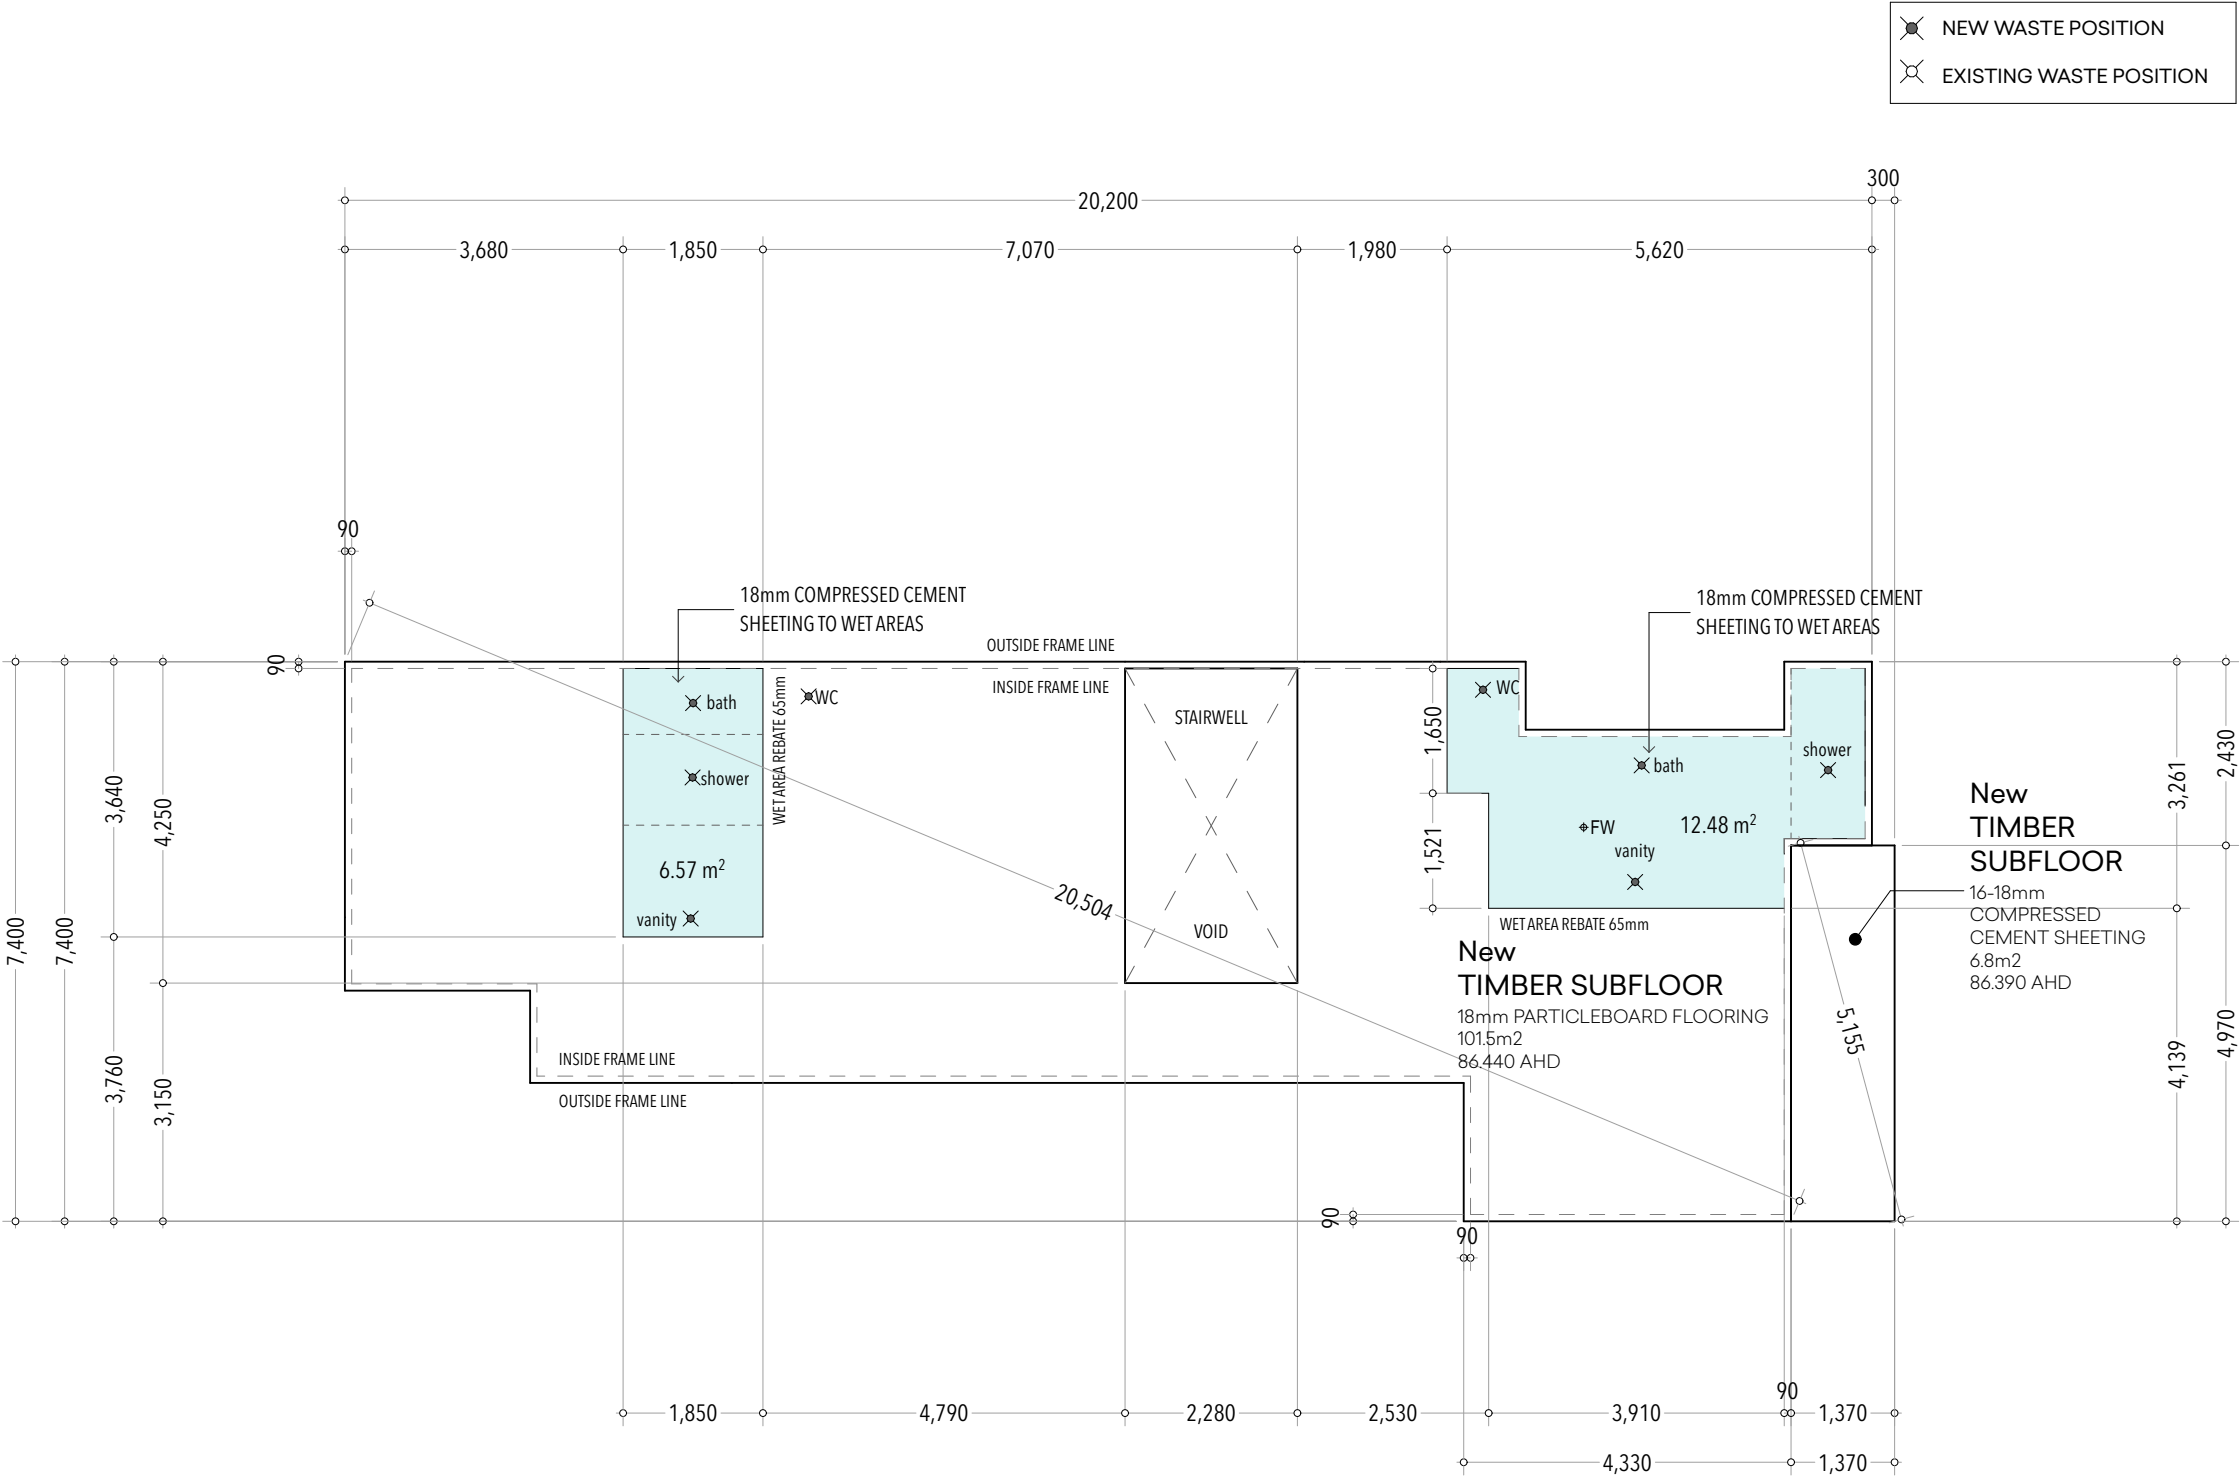 NEW WASTE POSITION
EXISTING WASTE POSITION
300
20,200
3,680
1,850
7,070
1,980
5,620
90
18mm COMPRESSED CEMENT
SHEETING TO WET AREAS
18mm COMPRESSED CEMENT
SHEETING TO WET AREAS
OUTSIDE FRAME LINE
INSIDE FRAME LINE
90
bath
WC
WET AREA REBATE 65mm
shower
6.57 m²
vanity
STAIRWELL
VOID
20,504
WC
1,650
1,521
bath
shower
FW
12.48 m²
vanity
WET AREA REBATE 65mm
New
TIMBER SUBFLOOR
18mm PARTICLEBOARD FLOORING
101.5m2
86.440 AHD
New
TIMBER
SUBFLOOR
16-18mm
COMPRESSED
CEMENT SHEETING
6.8m2
86.390 AHD
5,155
7,400
7,400
3,640
3,760
4,250
3,150
3,261
4,139
2,430
4,970
INSIDE FRAME LINE
OUTSIDE FRAME LINE
90
90
90
1,850
4,790
2,280
2,530
3,910
1,370
4,330
1,370